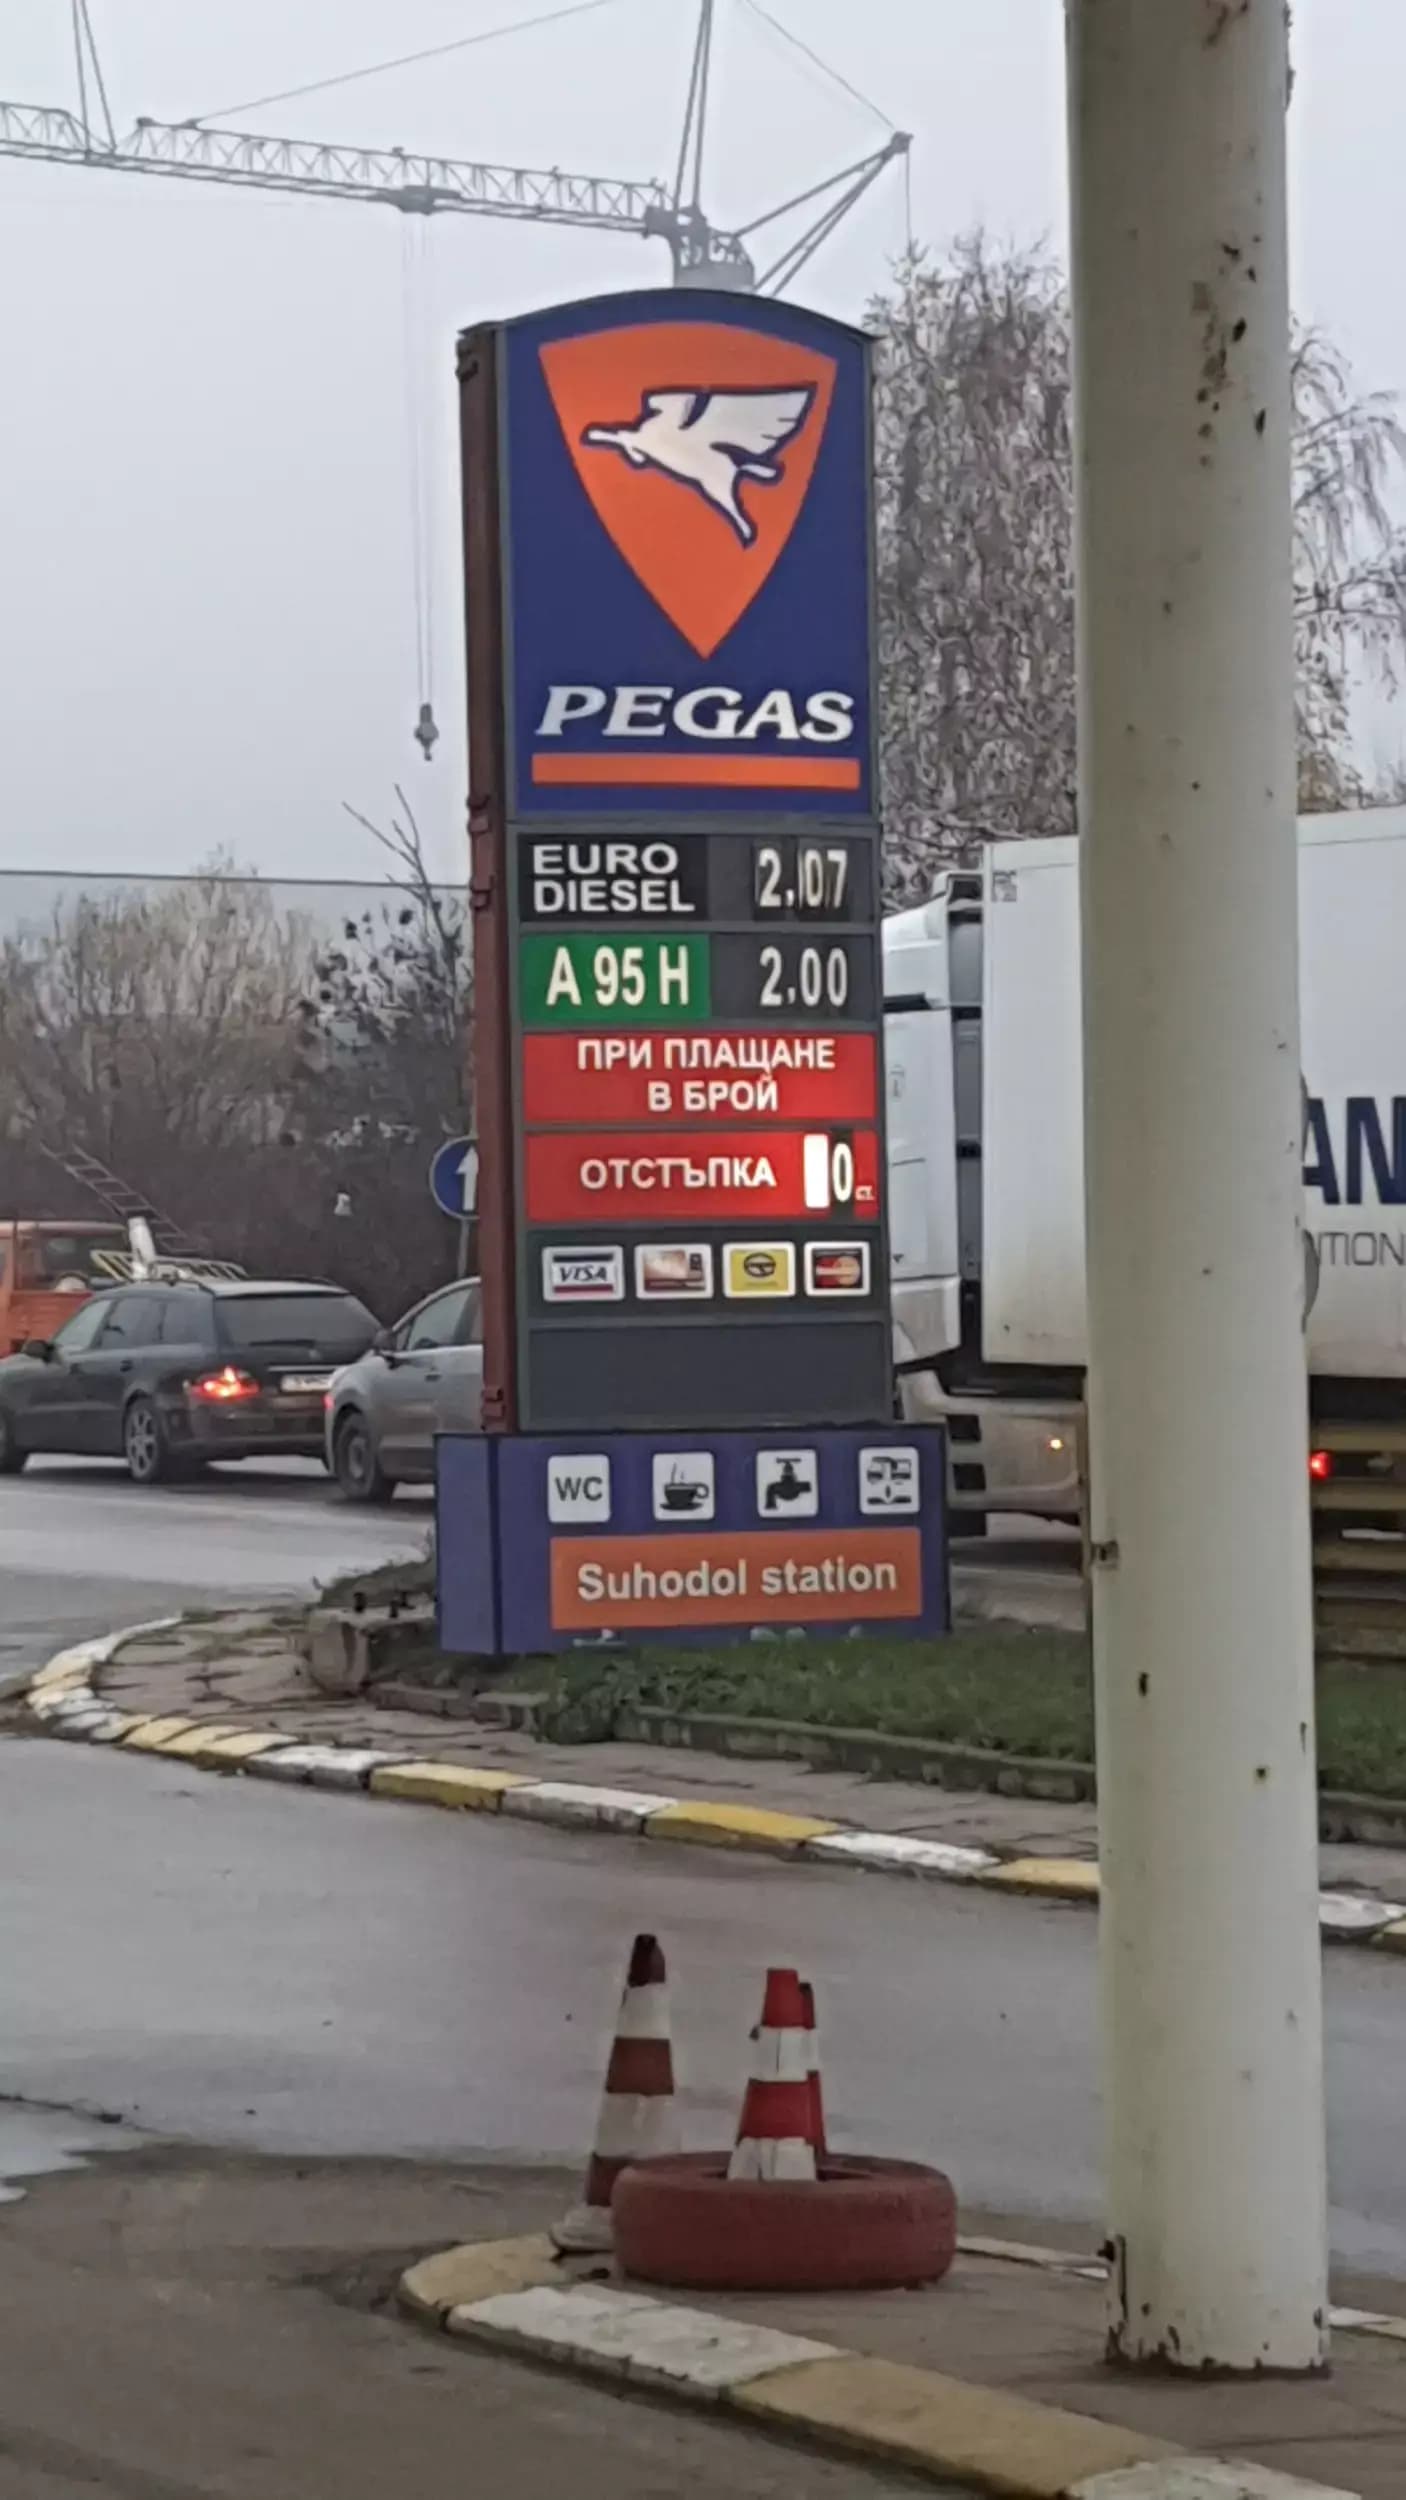 PEGAS
EURO
DIESEL
2.07
A 95 H
2.00
ПРИ ПЛАЩАНЕ
В БРОЙ
ОТСТЪПКА
0 ст.
VISA
WC
Suhodol station